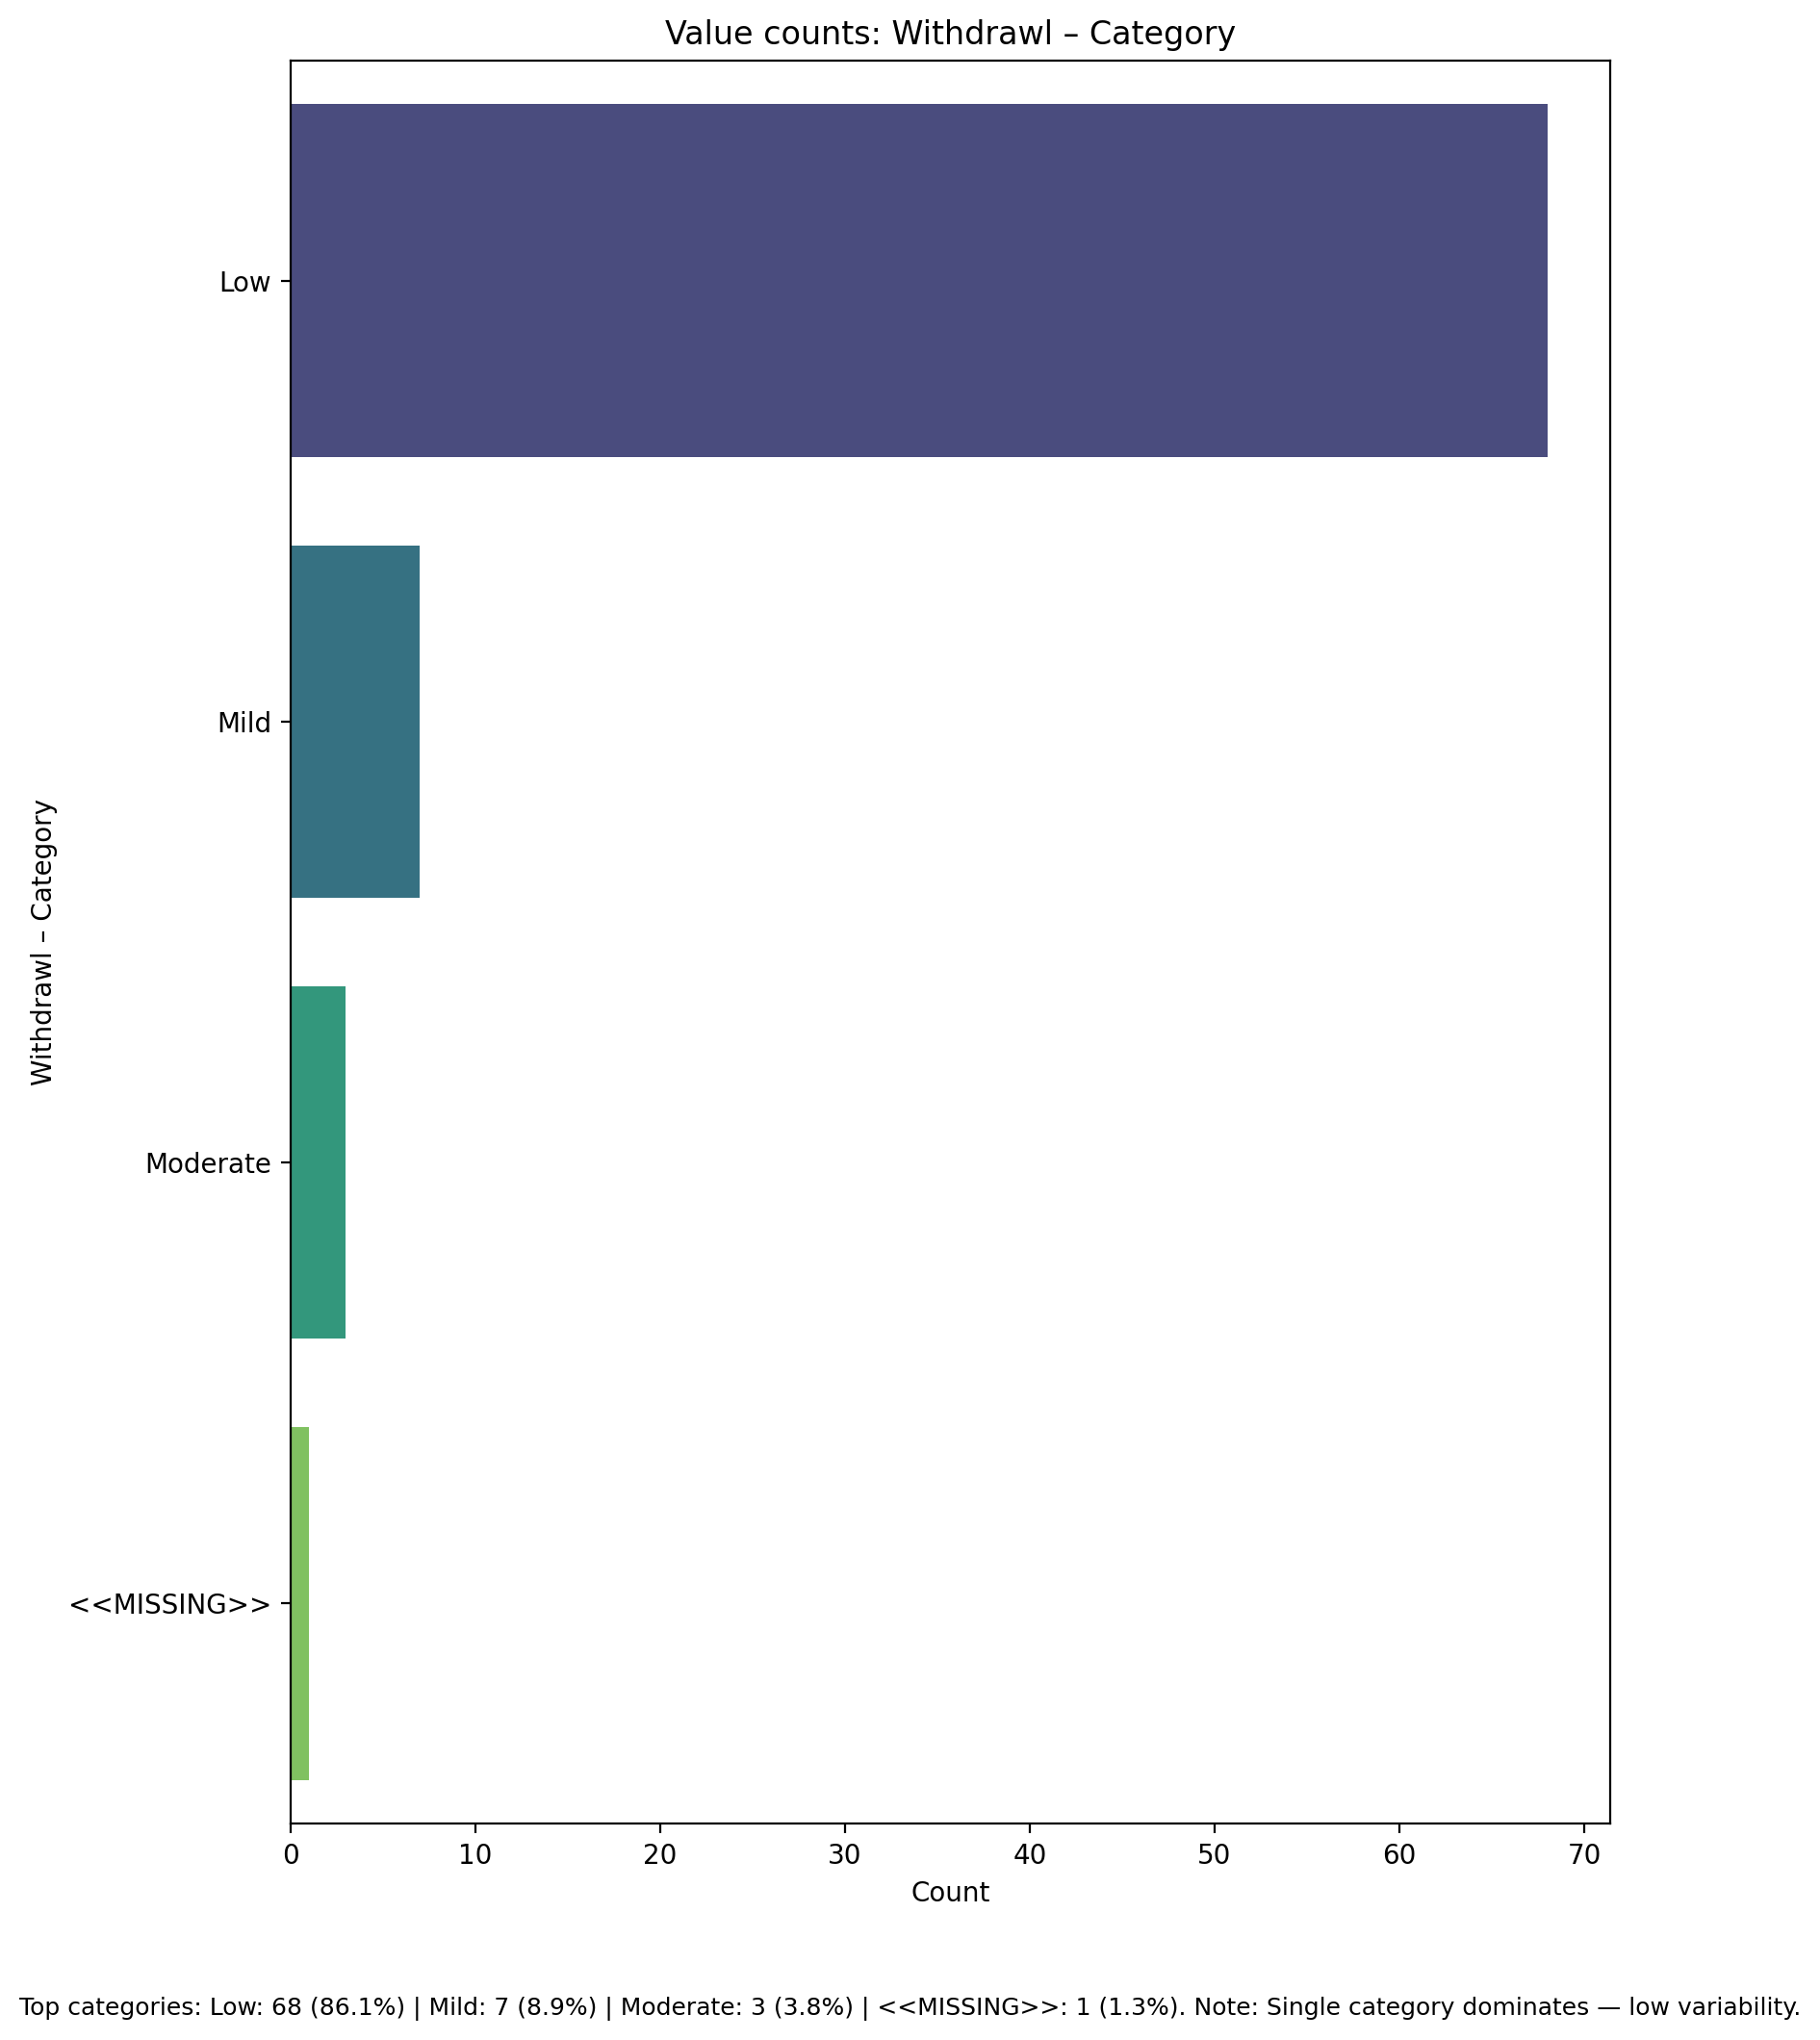 Value counts: Withdrawl – Category
Withdrawl – Category
Low
Mild
Moderate
<<MISSING>>
0 10 20 30 40 50 60 70
Count
Top categories: Low: 68 (86.1%) | Mild: 7 (8.9%) | Moderate: 3 (3.8%) | <<MISSING>>: 1 (1.3%). Note: Single category dominates — low variability.